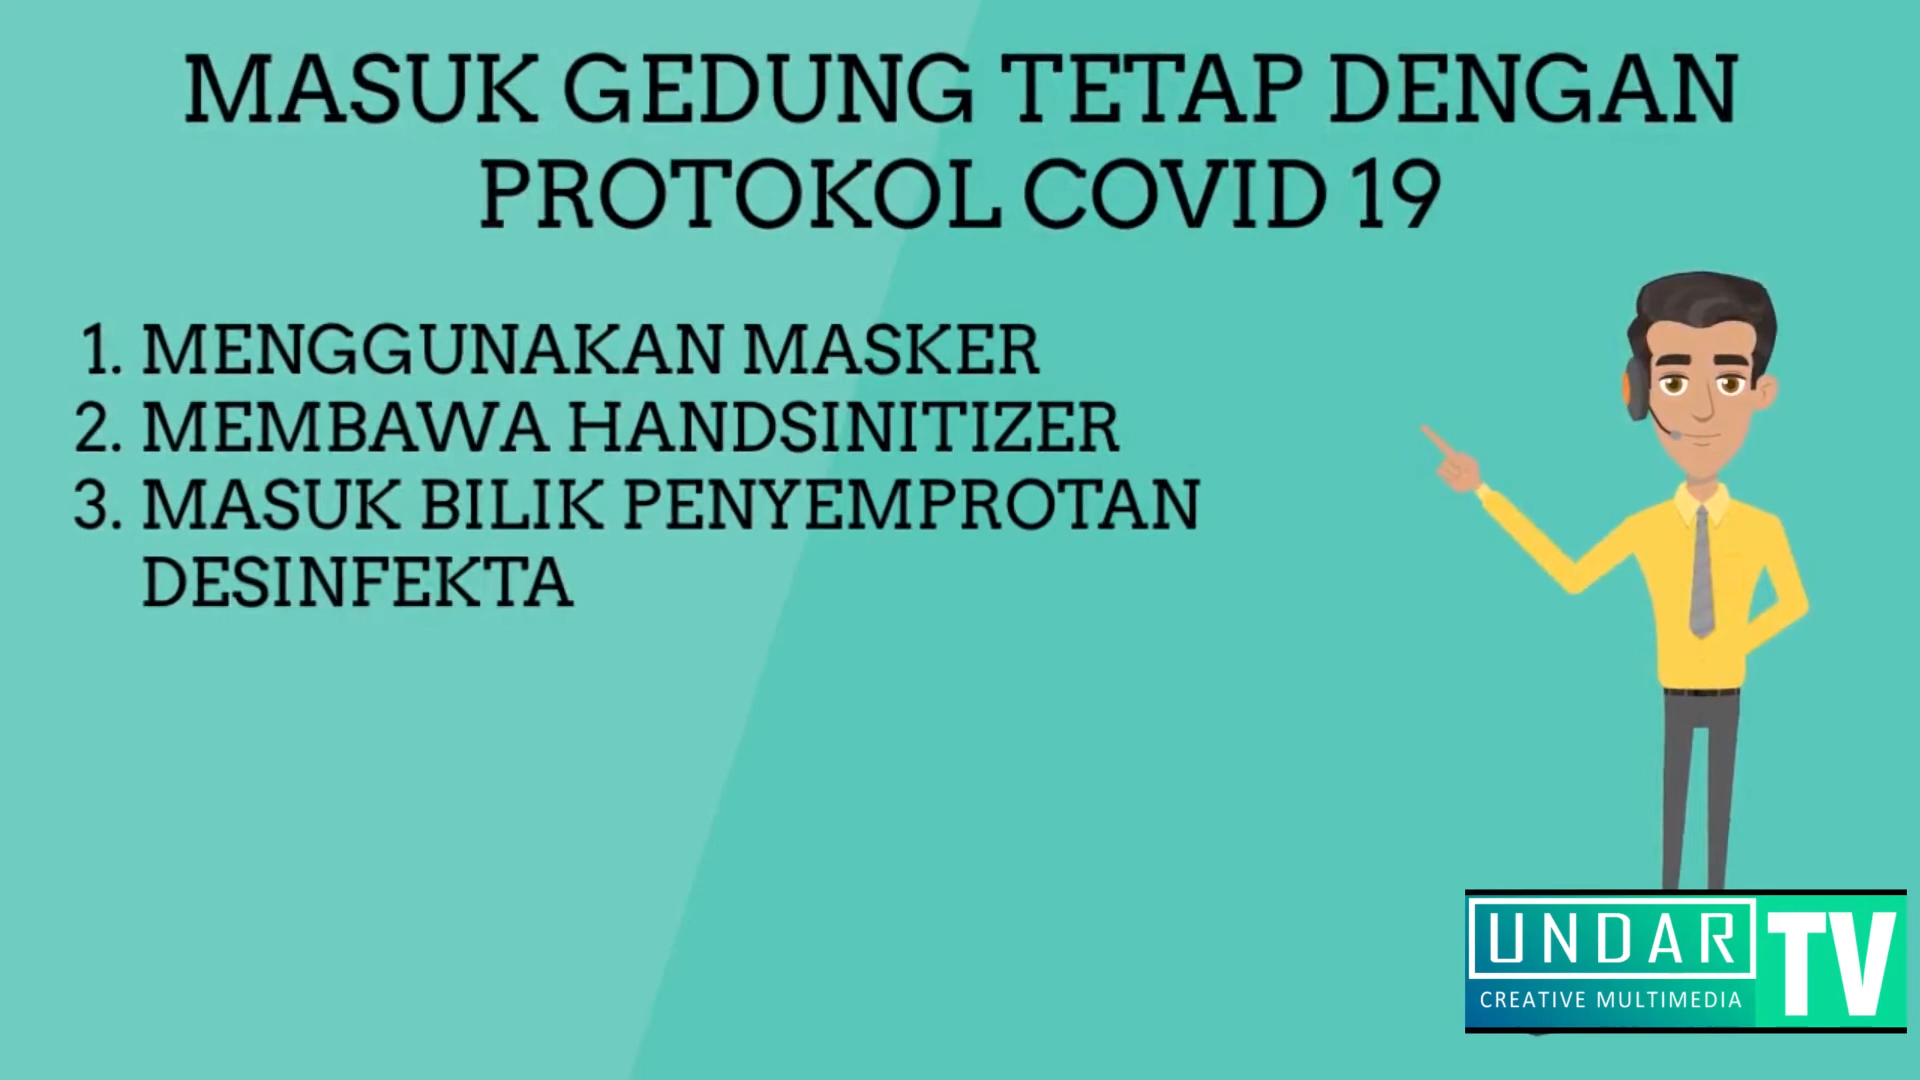 MASUK GEDUNG TETAP DENGAN
PROTOKOL COVID 19
1. MENGGUNAKAN MASKER
2. MEMBAWA HANDSINITIZER
3. MASUK BILIK PENYEMPROTAN
DESINFEKTA
UNDAR TV
CREATIVE MULTIMEDIA